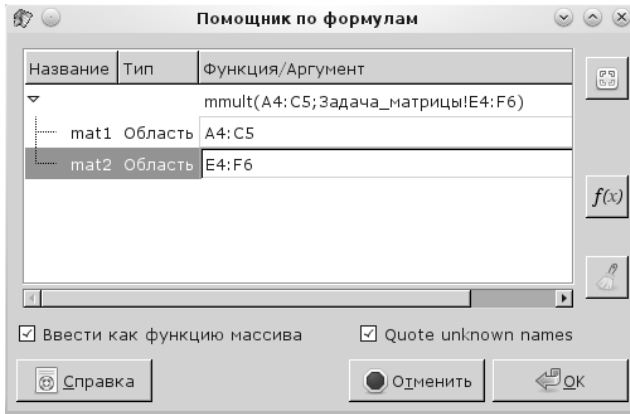 Помощник по формулам
Название Тип Функция/Аргумент
mmult(A4:C5;Задача_матрицы!E4:F6)
mat1 Область A4:C5
mat2 Область E4:F6
f(x)
Ввести как функцию массива Quote unknown names
Справка Отменить OK